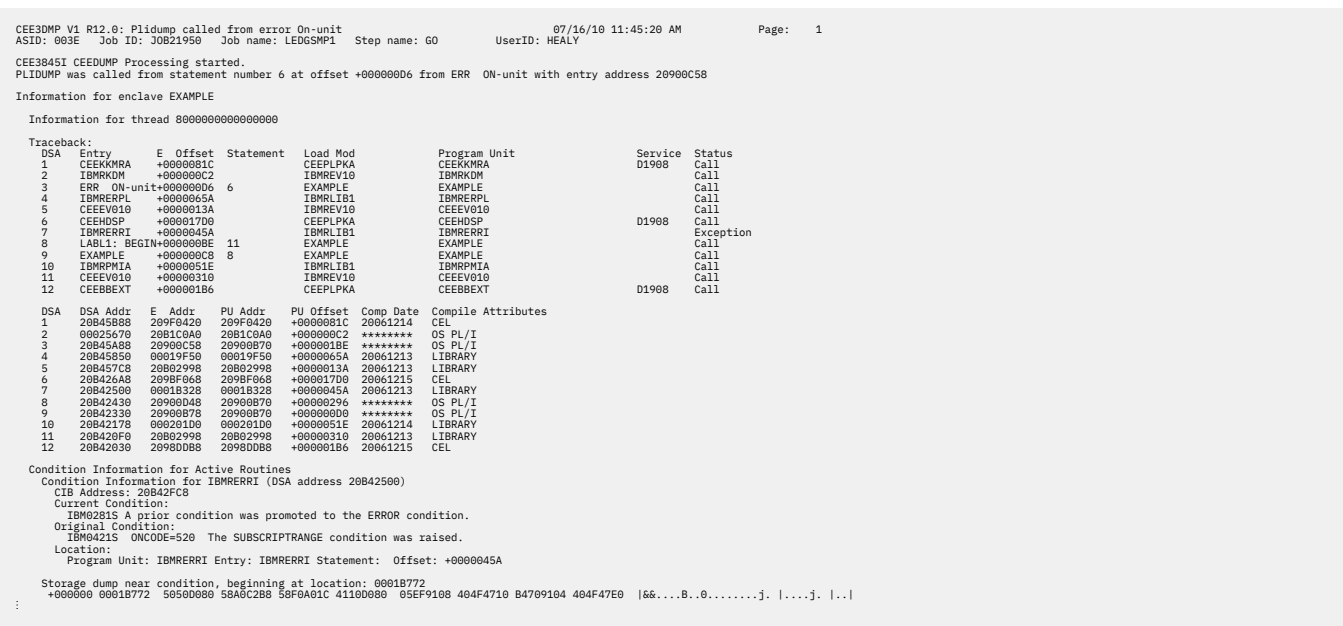 CEE3DMP V1 R12.0: Plidump called from error On-unit 07/16/10 11:45:20 AM Page: 1
ASID: 003E Job ID: JOB21950 Job name: LEDGSMP1 Step name: GO UserID: HEALY
CEE3845I CEEDUMP Processing started.
PLIDUMP was called from statement number 6 at offset +000000D6 from ERR ON-unit with entry address 20900C58
Information for enclave EXAMPLE
Information for thread 8000000000000000
Traceback:
DSA Entry E Offset Statement Load Mod Program Unit Service Status
1 CEEKKMRA +0000081C CEEPLPKA CEEKKMRA D1908 Call
2 IBMRKDM +000000C2 IBMREV10 IBMRKDM Call
3 ERR ON-unit+000000D6 6 EXAMPLE EXAMPLE Call
4 IBMRERPL +0000065A IBMRLIB1 IBMRERPL Call
5 CEEEV010 +0000013A IBMREV10 CEEEV010 Call
6 CEEHDSP +000017D0 CEEPLPKA CEEHDSP D1908 Call
7 IBMRERRI +0000045A IBMRLIB1 IBMRERRI Exception
8 LABL1: BEGIN+000000BE 11 EXAMPLE EXAMPLE Call
9 EXAMPLE +000000C8 8 EXAMPLE EXAMPLE Call
10 IBMRPMIA +0000051E IBMRLIB1 IBMRPMIA Call
11 CEEEV010 +00000310 IBMREV10 CEEEV010 Call
12 CEEBBEXT +000001B6 CEEPLPKA CEEBBEXT D1908 Call
DSA DSA Addr E Addr PU Addr PU Offset Comp Date Compile Attributes
1 20B45B88 209F0420 209F0420 +0000081C 20061214 CEL
2 00025670 20B1C0A0 20B1C0A0 +000000C2 ******** OS PL/I
3 20B45A88 20900C58 20900B70 +000001BE ******** OS PL/I
4 20B45850 00019F50 00019F50 +0000065A 20061213 LIBRARY
5 20B457C8 20B02998 20B02998 +0000013A 20061213 LIBRARY
6 20B426A8 209BF068 209BF068 +000017D0 20061215 CEL
7 20B42500 0001B328 0001B328 +0000045A 20061213 LIBRARY
8 20B42430 20900D48 20900B70 +00000296 ******** OS PL/I
9 20B42330 20900B78 20900B70 +000000D0 ******** OS PL/I
10 20B42178 000201D0 000201D0 +0000051E 20061214 LIBRARY
11 20B420F0 20B02998 20B02998 +00000310 20061213 LIBRARY
12 20B42030 2098DDB8 2098DDB8 +000001B6 20061215 CEL
Condition Information for Active Routines
Condition Information for IBMRERRI (DSA address 20B42500)
CIB Address: 20B42FC8
Current Condition:
IBM0281S A prior condition was promoted to the ERROR condition.
Original Condition:
IBM0421S ONCODE=520 The SUBSCRIPTRANGE condition was raised.
Location:
Program Unit: IBMRERRI Entry: IBMRERRI Statement: Offset: +0000045A
Storage dump near condition, beginning at location: 0001B772
+000000 0001B772 5050D080 58A0C2B8 58F0A01C 4110D080 05EF9108 404F4710 B4709104 404F47E0 |&&....B..0........j. |....j. |..|
⋮